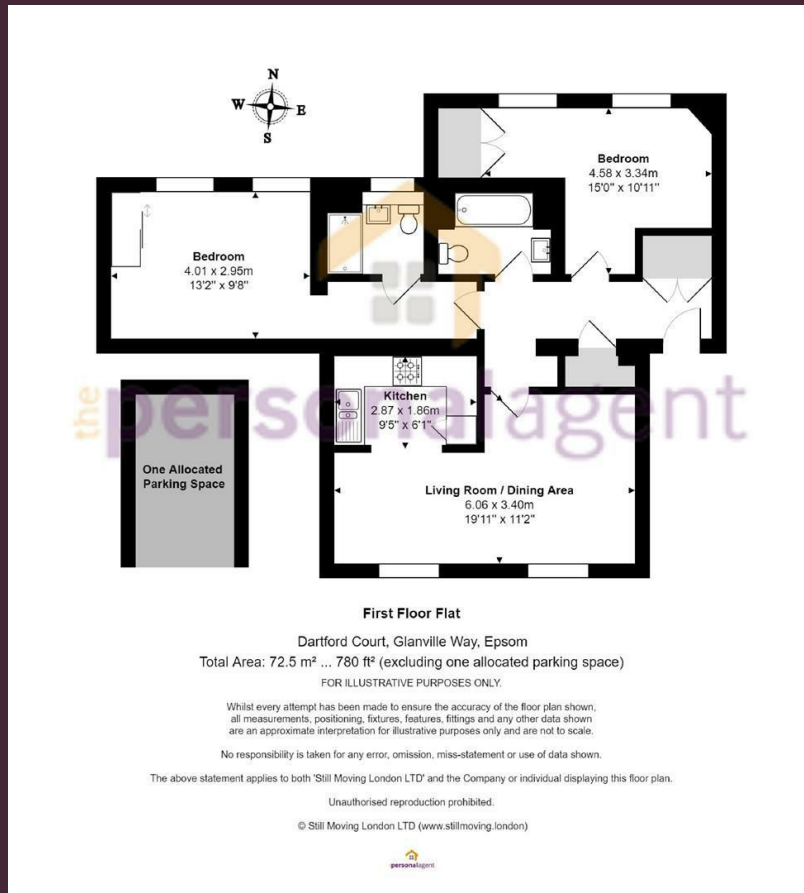 N
W E
S
Bedroom
4.58 x 3.34m
15'0" x 10'11"
Bedroom
4.01 x 2.95m
13'2" x 9'8"
Kitchen
2.87 x 1.86m
9'5" x 6'1"
the personalagent
One Allocated
Parking Space
Living Room / Dining Area
6.06 x 3.40m
19'11" x 11'2"
First Floor Flat
Dartford Court, Glanville Way, Epsom
Total Area: 72.5 m² ... 780 ft² (excluding one allocated parking space)
FOR ILLUSTRATIVE PURPOSES ONLY.
Whilst every attempt has been made to ensure the accuracy of the floor plan shown,
all measurements, positioning, fixtures, features, fittings and any other data shown
are an approximate interpretation for illustrative purposes only and are not to scale.
No responsibility is taken for any error, omission, miss-statement or use of data shown.
The above statement applies to both 'Still Moving London LTD' and the Company or individual displaying this floor plan.
Unauthorised reproduction prohibited.
© Still Moving London LTD (www.stillmoving.london)
personalagent